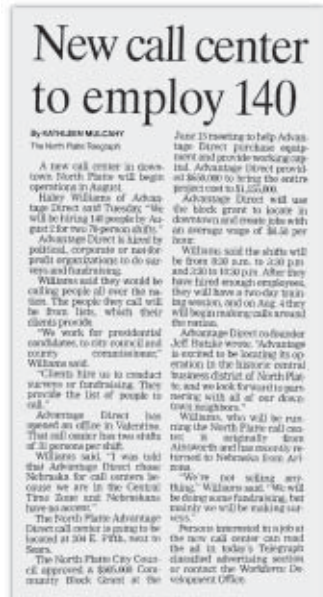 New call center
to employ 140
By KATHLEEN MULCAHY
The North Platte Telegraph
A new call center in down-
town North Platte will begin
operations in August.
Haley Williams of Advan-
tage Direct said Tuesday, "We
will be hiring 140 people by Au-
gust 2 for two 70-person shifts."
Advantage Direct is hired by
political, corporate or not-for-
profit organizations to do sur-
veys and fundraising.
Williams said they would be
calling people all over the na-
tion. The people they call will
be from lists, which their
clients provide.
"We work for presidential
candidates, to city council and
county commissioner,"
Williams said.
"Clients hire us to conduct
surveys or fundraising. They
provide the list of people to
call."
Advantage Direct has
opened an office in Valentine.
That call center has two shifts
of 31 persons per shift.
Williams said, "I was told
that Advantage Direct chose
Nebraska for call centers be-
cause we are in the Central
Time Zone and Nebraskans
have no accent."
The North Platte Advantage
Direct call center is going to be
located at 504 E. Fifth, next to
Sears.
The North Platte City Coun-
cil approved a $505,000 Com-
munity Block Grant at the
June 15 meeting to help Advan-
tage Direct purchase equip-
ment and provide working cap-
ital. Advantage Direct provid-
ed $650,000 to bring the entire
project cost to $1,155,000.
Advantage Direct will use
the block grant to locate in
downtown and create jobs with
an average wage of $8.50 per
hour.
Williams said the shifts will
be from 8:30 a.m. to 3:30 p.m.
and 3:30 to 10:30 p.m. After they
have hired enough employees,
they will have a two-day train-
ing session, and on Aug. 4 they
will begin making calls around
the nation.
Advantage Direct co-founder
Jeff wrote, "Advantage
is excited to be locating its op-
eration in the historic central
business district of North Plat-
te, and we look forward to part-
nering with all of our down-
town neighbors."
Williams, who will be run-
ning the North Platte call cen-
ter, is originally from
Ainsworth and has recently re-
turned to Nebraska from Ari-
zona.
"We're not selling any-
thing," Williams said. "We will
be doing some fundraising, but
mainly we will be making sur-
veys."
Persons interested in a job at
the new call center can read
the ad in today's Telegraph
classified advertising section
or contact the Workforce De-
velopment Office.